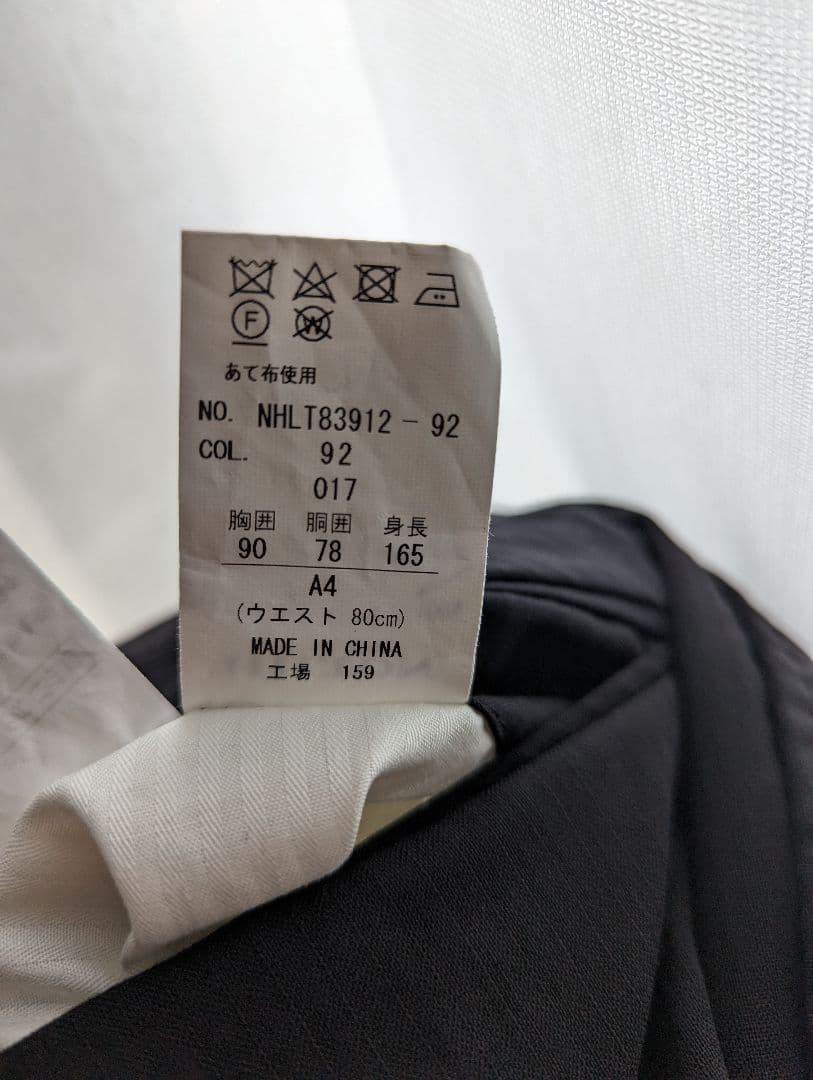 F W
あて布使用
NO. NHLT83912-92
COL. 92
017
胸囲 胴囲 身長
90 78 165
A4
(ウエスト 80cm)
MADE IN CHINA
工場 159